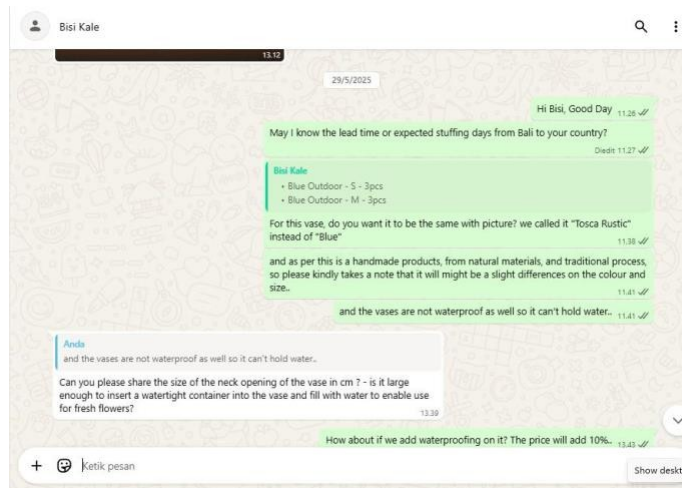 Bisi Kale
13.12
29/5/2025
Hi Bisi, Good Day 11.26
May I know the lead time or expected stuffing days from Bali to your country?
Diedit 11.27
Bisi Kale
• Blue Outdoor - S - 3pcs
• Blue Outdoor - M - 3pcs
For this vase, do you want it to be the same with picture? we called it "Tosca Rustic"
instead of "Blue"
11.38
and as per this is a handmade products, from natural materials, and traditional process,
so please kindly takes a note that it will might be a slight differences on the colour and
size..
11.41
and the vases are not waterproof as well so it can't hold water.. 11.41
Anda
and the vases are not waterproof as well so it can't hold water..
Can you please share the size of the neck opening of the vase in cm ? - is it large
enough to insert a watertight container into the vase and fill with water to enable use
for fresh flowers?
13.39
How about if we add waterproofing on it? The price will add 10%.. 13.43
Ketik pesan
Show deskt